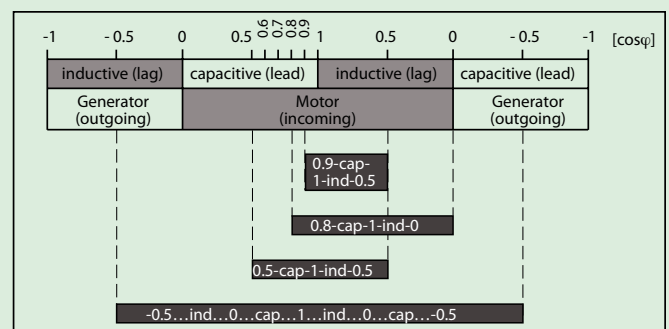 0.6 0.7 0.8 0.9
-1 - 0.5 0 0.5 1 0.5 0 - 0.5 -1 [cosφ]
inductive (lag) capacitive (lead) inductive (lag) capacitive (lead)
Generator Motor Generator
(outgoing) (incoming) (outgoing)
0.9-cap-
1-ind-0.5
0.8-cap-1-ind-0
0.5-cap-1-ind-0.5
-0.5…ind…0…cap…1…ind…0…cap…-0.5